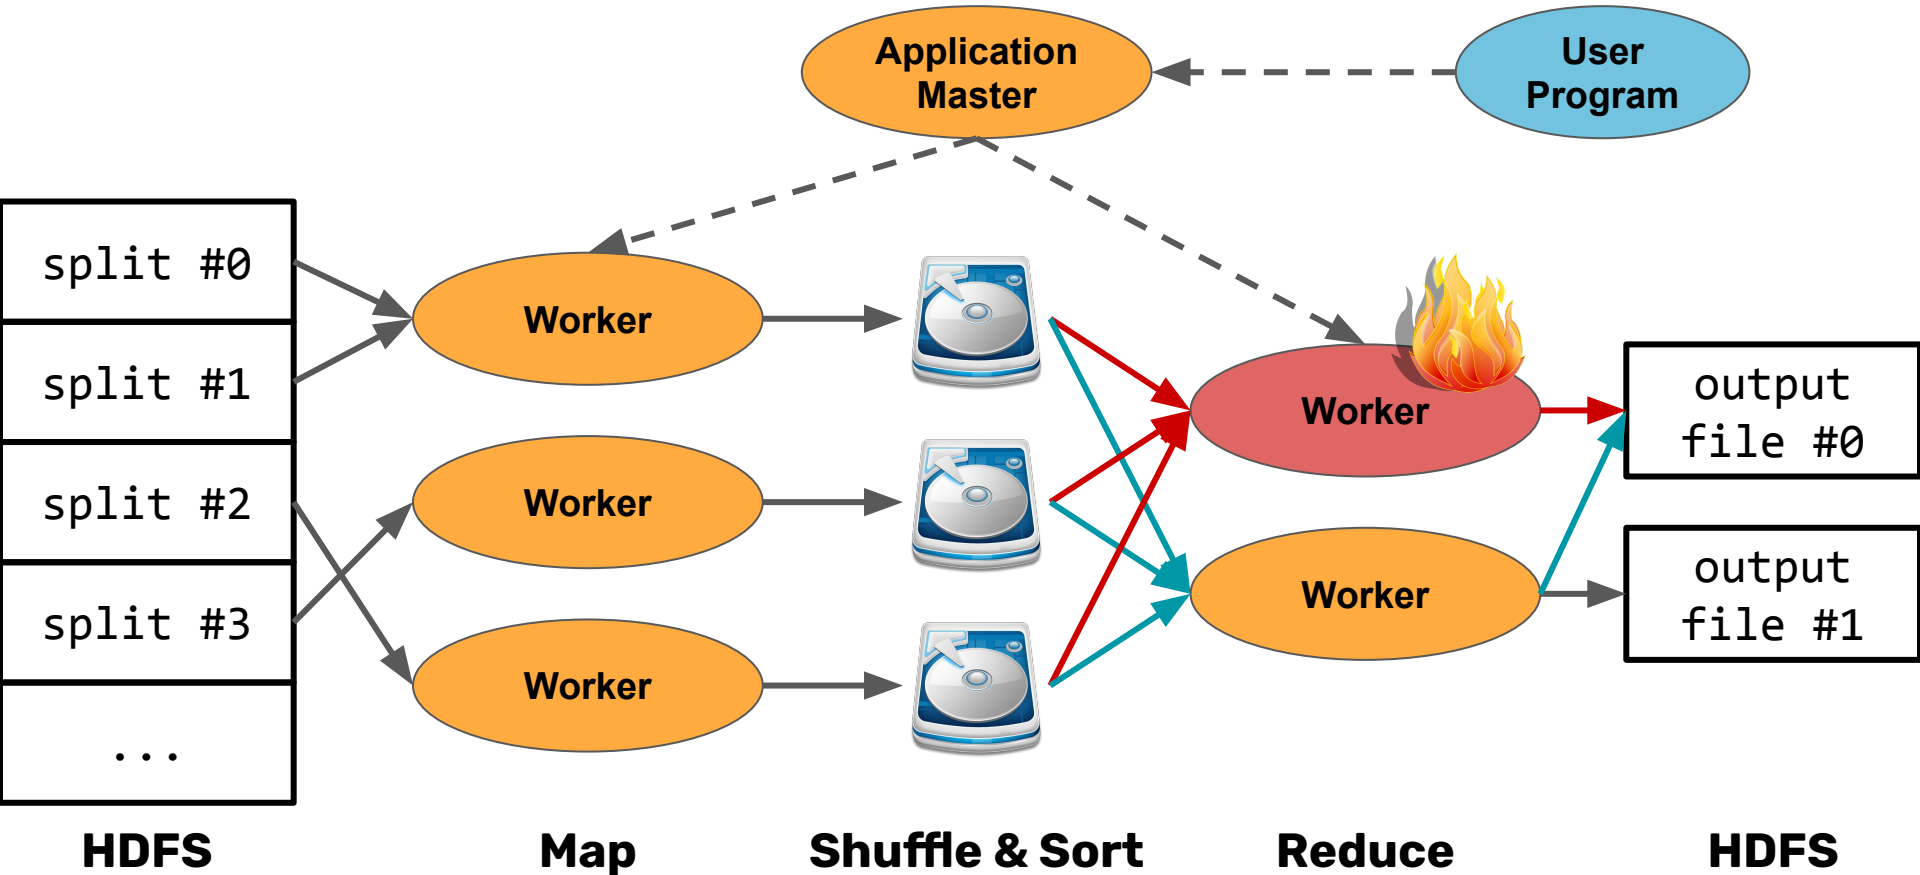 Application
Master
User
Program
split #0
split #1
split #2
split #3
...
Worker
Worker
Worker
Worker
Worker
output
file #0
output
file #1
HDFS
Map
Shuffle & Sort
Reduce
HDFS